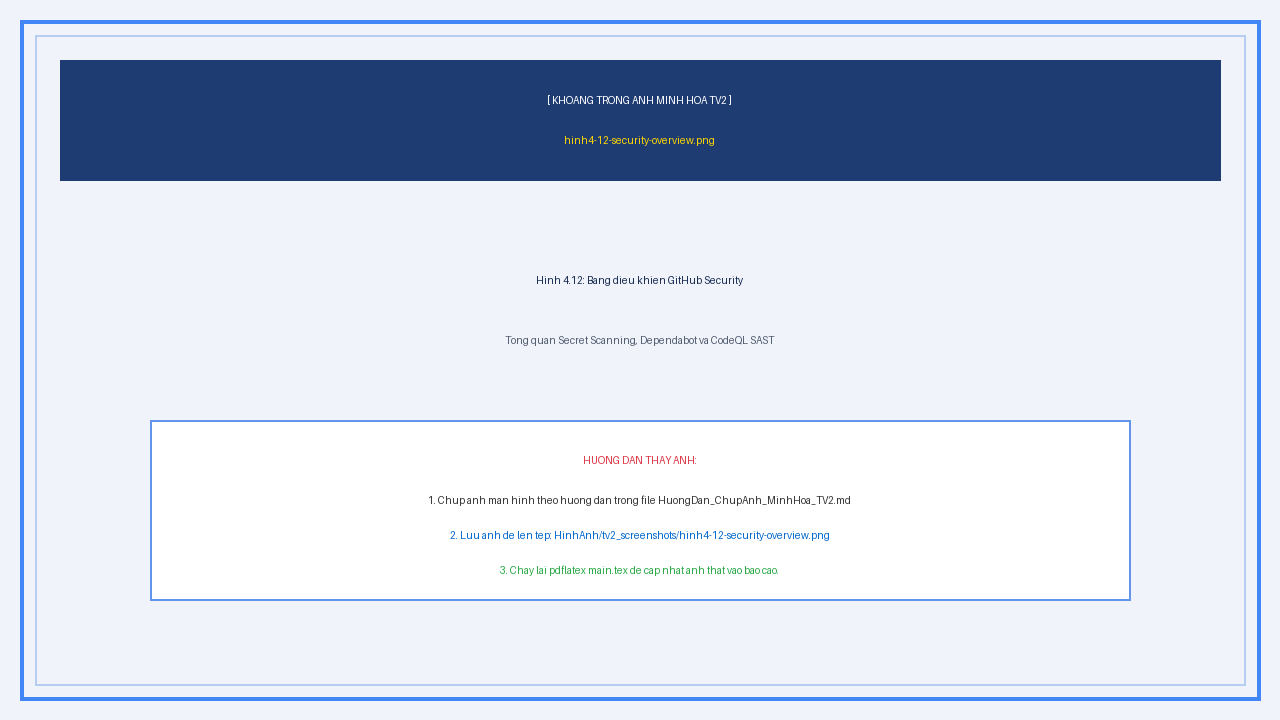 [ KHOANG TRONG ANH MINH HOA TV2 ]
hinh4-12-security-overview.png
Hinh 4.12: Bang dieu khien GitHub Security
Tong quan Secret Scanning, Dependabot va CodeQL SAST
HUONG DAN THAY ANH:
1. Chup anh man hinh theo huong dan trong file HuongDan_ChupAnh_MinhHoa_TV2.md
2. Luu anh de len tep: HinhAnh/tv2_screenshots/hinh4-12-security-overview.png
3. Chay lai pdflatex main.tex de cap nhat anh that vao bao cao.